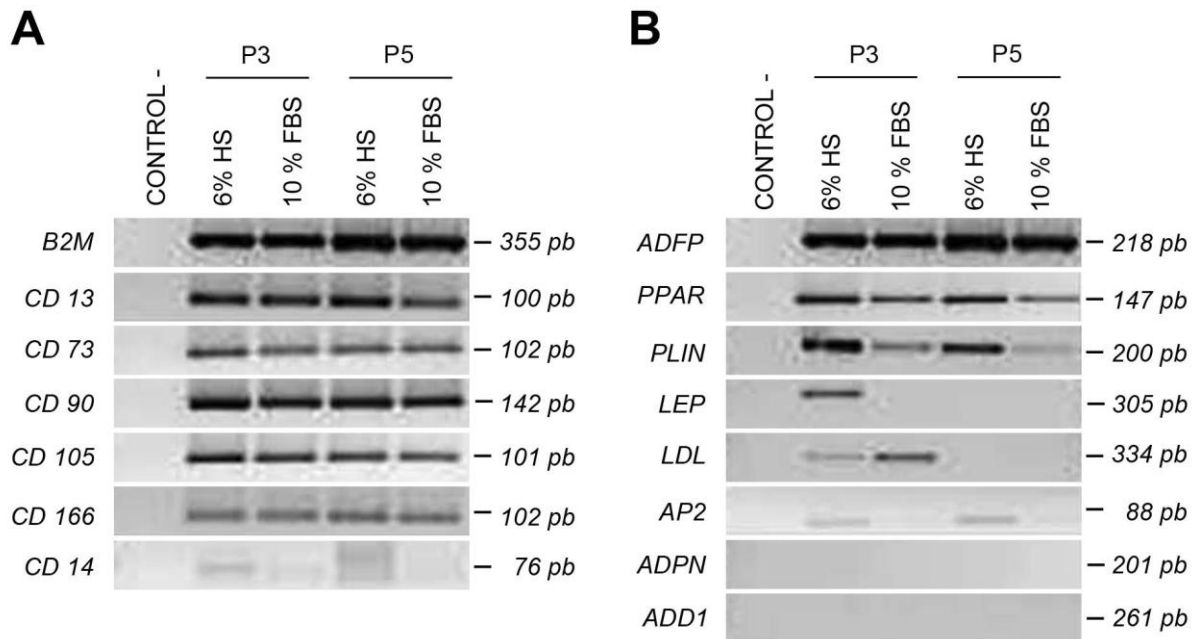 A
P3
P5
CONTROL -
6% HS
10 % FBS
6% HS
10 % FBS
B2M
355 pb
CD 13
100 pb
CD 73
102 pb
CD 90
142 pb
CD 105
101 pb
CD 166
102 pb
CD 14
76 pb
B
P3
P5
CONTROL -
6% HS
10 % FBS
6% HS
10 % FBS
ADFP
218 pb
PPAR
147 pb
PLIN
200 pb
LEP
305 pb
LDL
334 pb
AP2
88 pb
ADPN
201 pb
ADD1
261 pb